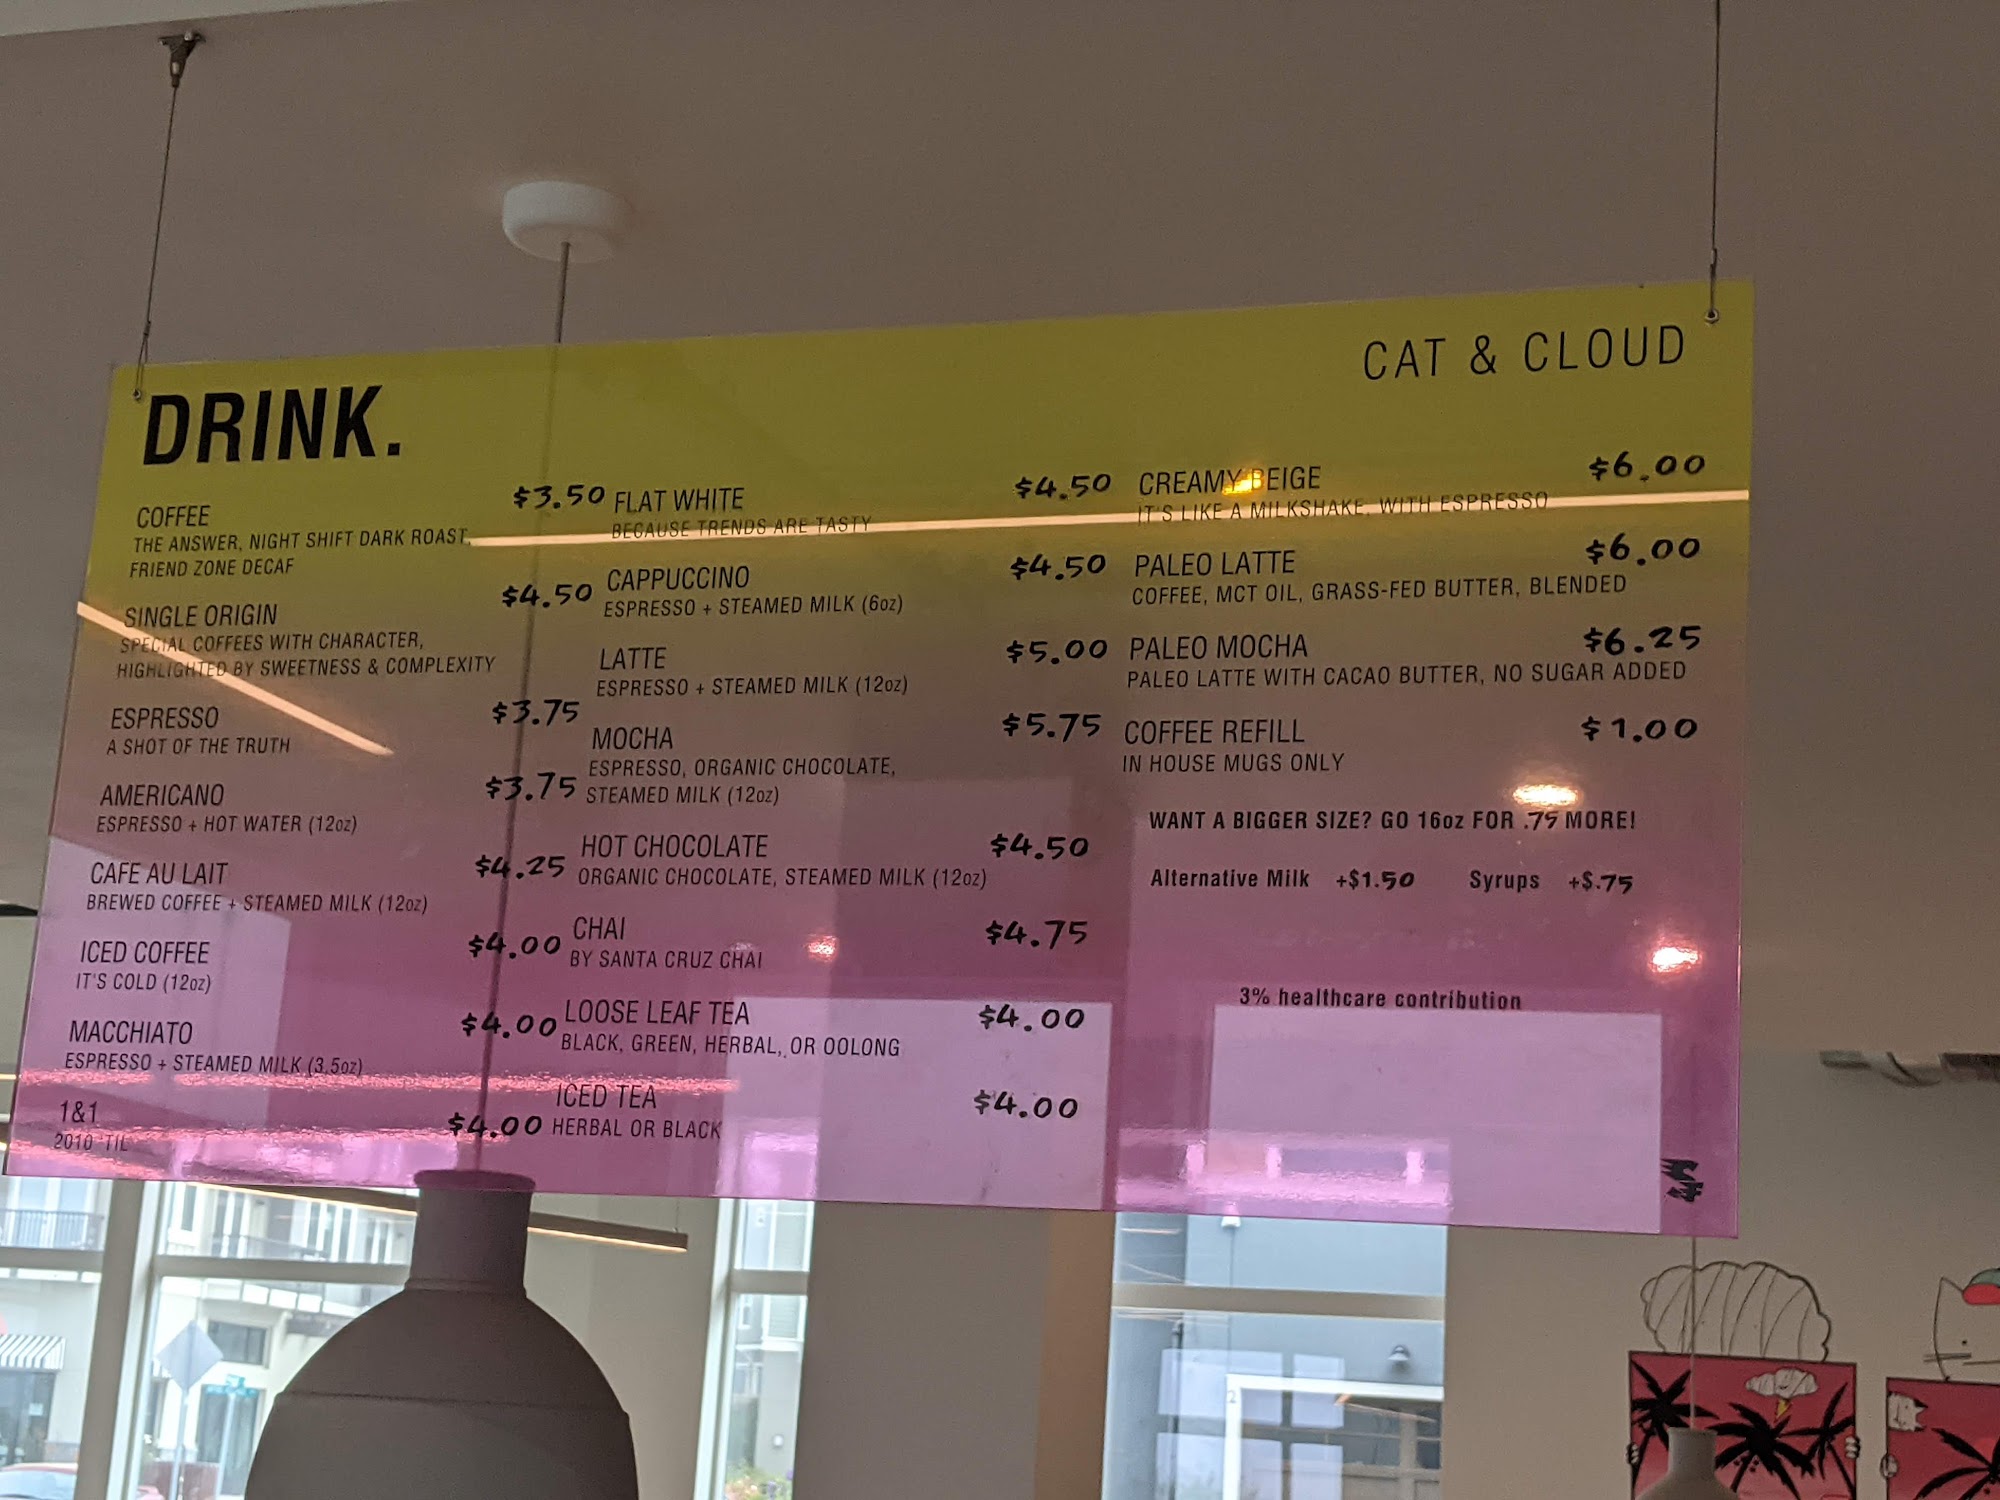 CAT & CLOUD
DRINK.
COFFEE $3.50
THE ANSWER, NIGHT SHIFT DARK ROAST,
FRIEND ZONE DECAF
SINGLE ORIGIN $4.50
SPECIAL COFFEES WITH CHARACTER,
HIGHLIGHTED BY SWEETNESS & COMPLEXITY
ESPRESSO $3.75
A SHOT OF THE TRUTH
AMERICANO $3.75
ESPRESSO + HOT WATER (12oz)
CAFE AU LAIT $4.25
BREWED COFFEE + STEAMED MILK (12oz)
ICED COFFEE $4.00
IT'S COLD (12oz)
MACCHIATO $4.00
ESPRESSO + STEAMED MILK (3.5oz)
1&1 $4.00
2010 'TIL
FLAT WHITE $4.50
BECAUSE TRENDS ARE TASTY
CAPPUCCINO $4.50
ESPRESSO + STEAMED MILK (6oz)
LATTE $5.00
ESPRESSO + STEAMED MILK (12oz)
MOCHA $5.75
ESPRESSO, ORGANIC CHOCOLATE,
STEAMED MILK (12oz)
HOT CHOCOLATE $4.50
ORGANIC CHOCOLATE, STEAMED MILK (12oz)
CHAI $4.75
BY SANTA CRUZ CHAI
LOOSE LEAF TEA $4.00
BLACK, GREEN, HERBAL, OR OOLONG
ICED TEA $4.00
HERBAL OR BLACK
CREAMY BEIGE $6.00
IT'S LIKE A MILKSHAKE, WITH ESPRESSO
PALEO LATTE $6.00
COFFEE, MCT OIL, GRASS-FED BUTTER, BLENDED
PALEO MOCHA $6.25
PALEO LATTE WITH CACAO BUTTER, NO SUGAR ADDED
COFFEE REFILL $1.00
IN HOUSE MUGS ONLY
WANT A BIGGER SIZE? GO 16oz FOR .75 MORE!
Alternative Milk +$1.50 Syrups +$.75
3% healthcare contribution